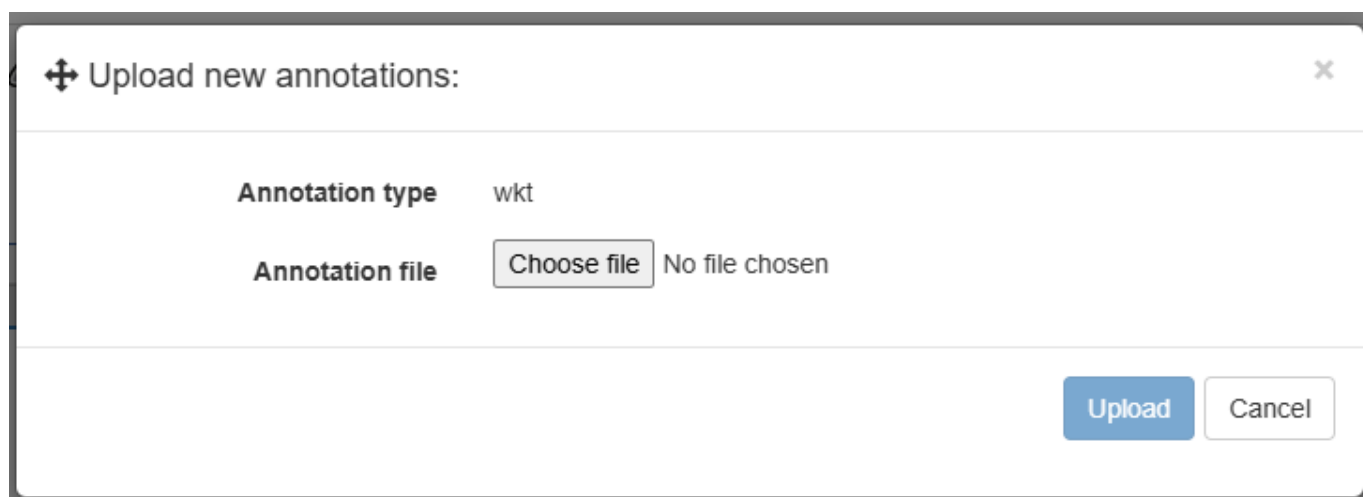 Upload new annotations:
×
Annotation type wkt
Annotation file Choose file No file chosen
Upload Cancel